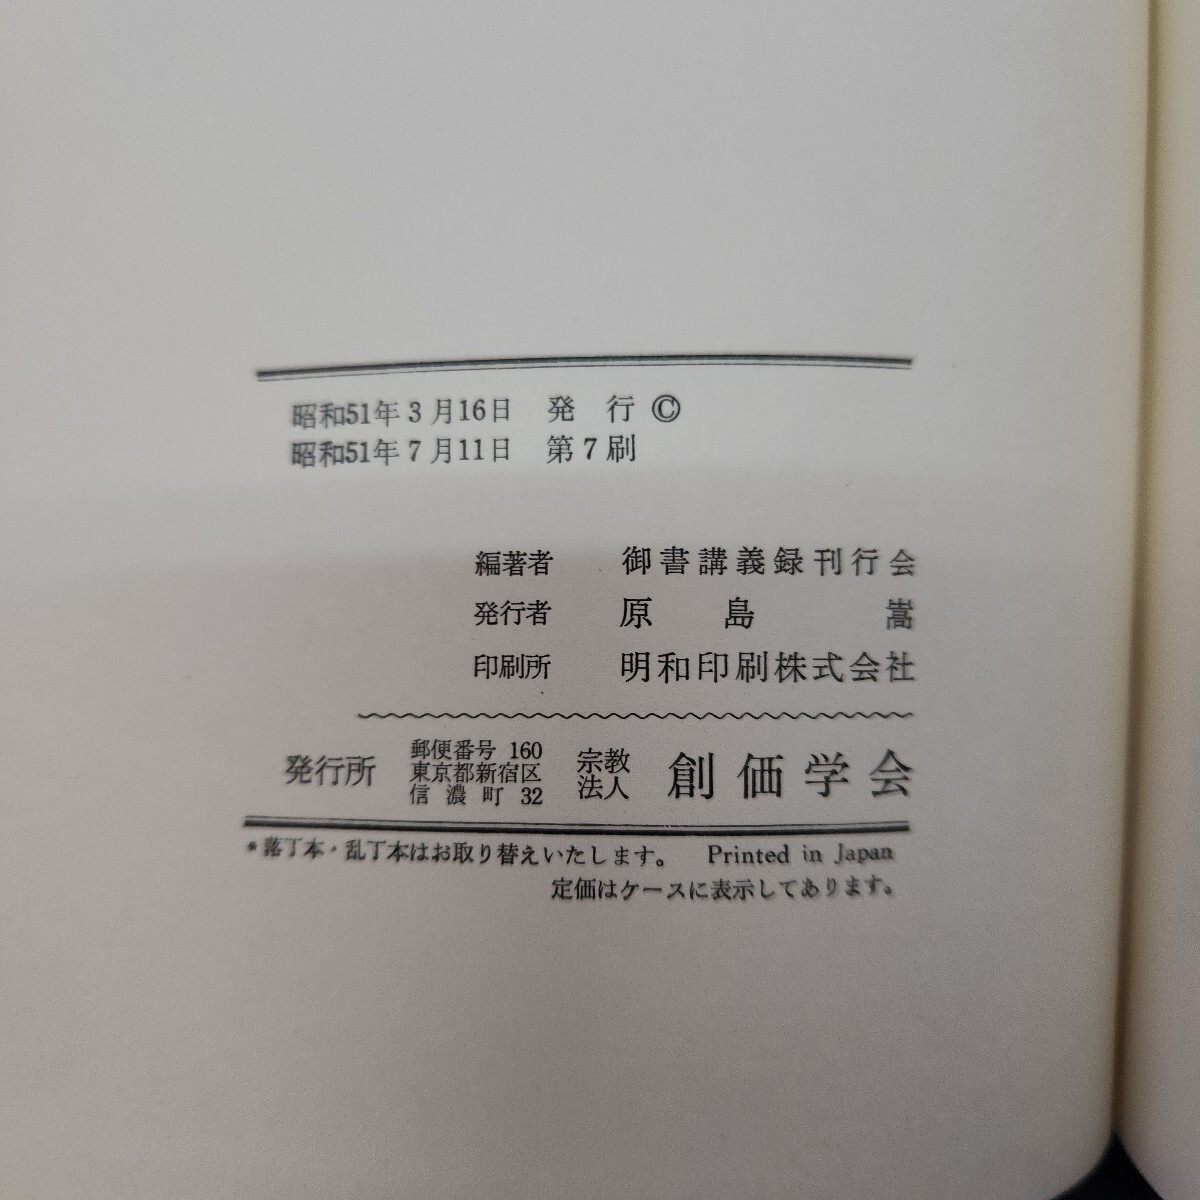 昭和51年3月16日 発行 ©
昭和51年7月11日 第7刷
編著者 御書講義録刊行会
発行者 原島嵩
印刷所 明和印刷株式会社
発行所
郵便番号 160
東京都新宿区
信濃町 32
宗教
法人
創価学会
*落丁本・乱丁本はお取り替えいたします。 Printed in Japan
定価はケースに表示してあります。